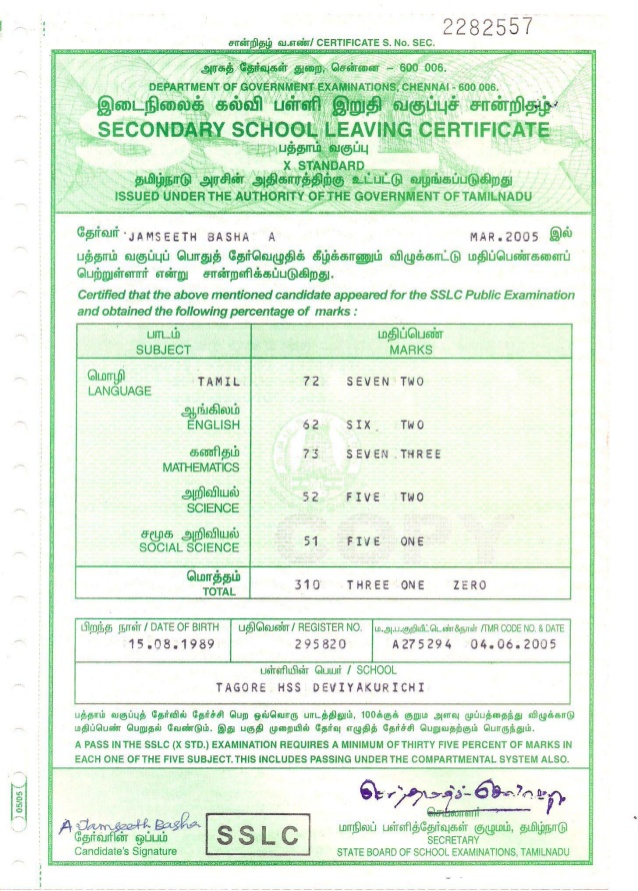 2282557
சான்றிதழ் வ.எண்/ CERTIFICATE S. No. SEC.
அரசுத் தேர்வுகள் துறை, சென்னை – 600 006.
DEPARTMENT OF GOVERNMENT EXAMINATIONS, CHENNAI - 600 006.
இடைநிலைக் கல்வி பள்ளி இறுதி வகுப்புச் சான்றிதழ்
SECONDARY SCHOOL LEAVING CERTIFICATE
பத்தாம் வகுப்பு
X STANDARD
தமிழ்நாடு அரசின் அதிகாரத்திற்கு உட்பட்டு வழங்கப்படுகிறது
ISSUED UNDER THE AUTHORITY OF THE GOVERNMENT OF TAMILNADU
தேர்வர் JAMSEETH BASHA A MAR.2005 இல்
பத்தாம் வகுப்புப் பொதுத் தேர்வெழுதிக் கீழ்க்காணும் விழுக்காட்டு மதிப்பெண்களைப்
பெற்றுள்ளார் என்று சான்றளிக்கப்படுகிறது.
Certified that the above mentioned candidate appeared for the SSLC Public Examination
and obtained the following percentage of marks :
பாடம் மதிப்பெண்
SUBJECT MARKS
மொழி TAMIL 72 SEVEN TWO
LANGUAGE
ஆங்கிலம்
ENGLISH 62 SIX TWO
கணிதம் 73 SEVEN THREE
MATHEMATICS
அறிவியல் 52 FIVE TWO
SCIENCE
சமூக அறிவியல்
SOCIAL SCIENCE 51 FIVE ONE
COPY
மொத்தம் 310 THREE ONE ZERO
TOTAL
பிறந்த நாள் / DATE OF BIRTH பதிவெண் / REGISTER NO. ம.அ.ப.குறியீட்டெண்&நாள் /TMR CODE NO. & DATE
15.08.1989 295820 A275294 04.06.2005
பள்ளியின் பெயர் / SCHOOL
TAGORE HSS DEVIYAKURICHI
பத்தாம் வகுப்புத் தேர்வில் தேர்ச்சி பெற ஒவ்வொரு பாடத்திலும், 100க்குக் குறும அளவு முப்பத்தைந்து விழுக்காடு
மதிப்பெண் பெறுதல் வேண்டும். இது பகுதி முறையில் தேர்வு எழுதித் தேர்ச்சி பெறுவதற்கும் பொருந்தும்.
A PASS IN THE SSLC (X STD.) EXAMINATION REQUIRES A MINIMUM OF THIRTY FIVE PERCENT OF MARKS IN
EACH ONE OF THE FIVE SUBJECT. THIS INCLUDES PASSING UNDER THE COMPARTMENTAL SYSTEM ALSO.
05/05
A Jamseeth Basha
தேர்வரின் ஒப்பம்
Candidate's Signature
SSLC
செயலாளர்
மாநிலப் பள்ளித்தேர்வுகள் குழுமம், தமிழ்நாடு
SECRETARY
STATE BOARD OF SCHOOL EXAMINATIONS, TAMILNADU